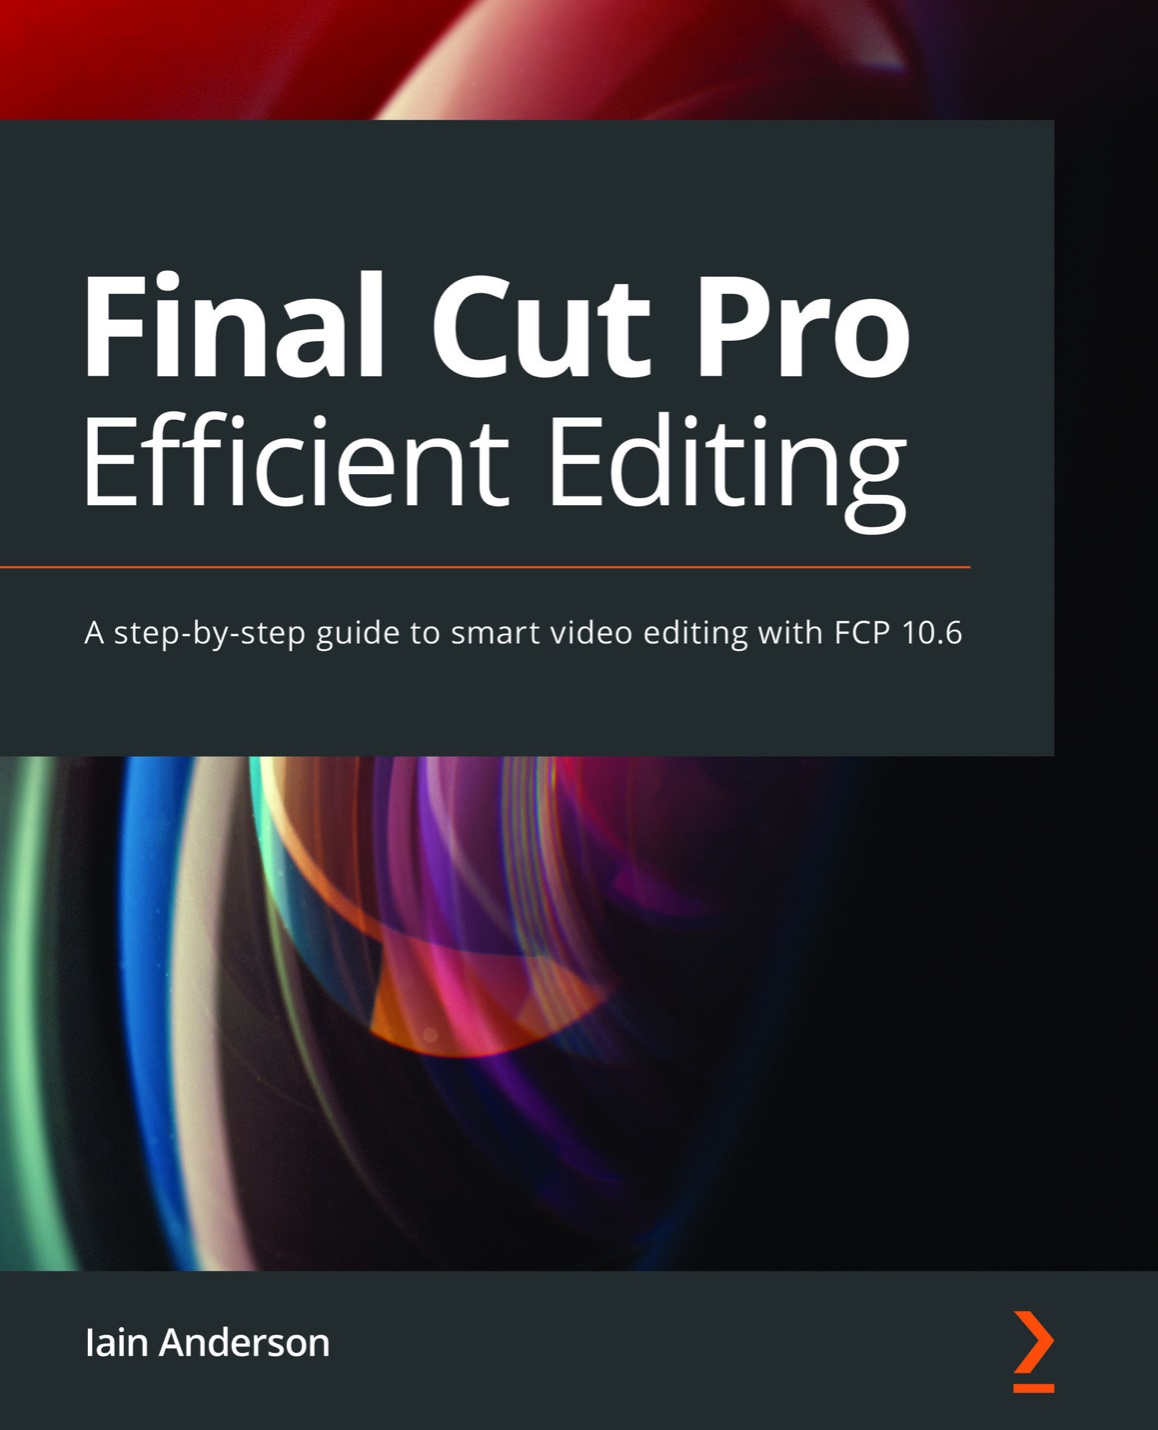 Final Cut Pro
Efficient Editing
A step-by-step guide to smart video editing with FCP 10.6
Iain Anderson